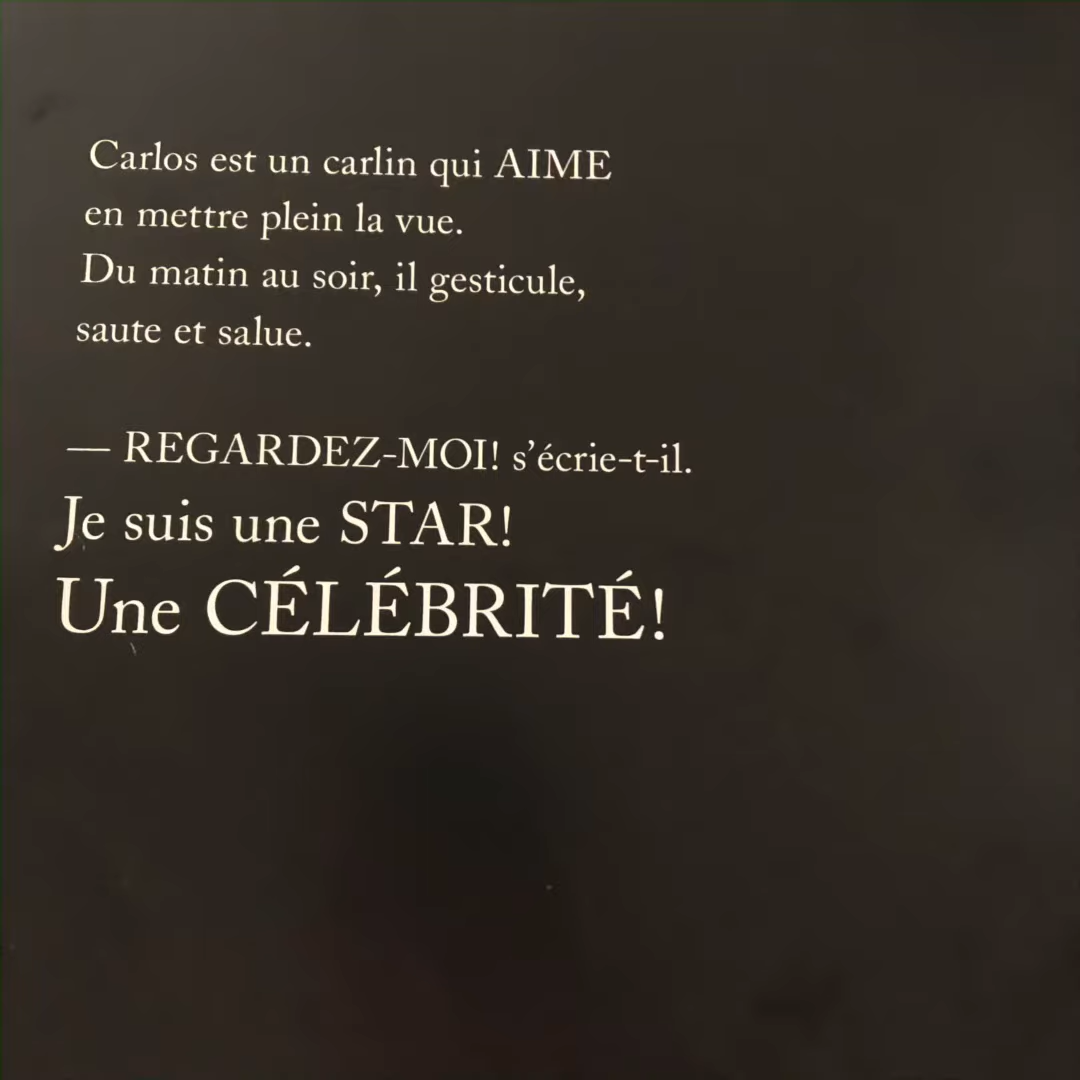 Carlos est un carlin qui AIME
en mettre plein la vue.
Du matin au soir, il gesticule,
saute et salue.
— REGARDEZ-MOI! s’écrie-t-il.
Je suis une STAR!
Une CÉLÉBRITÉ!